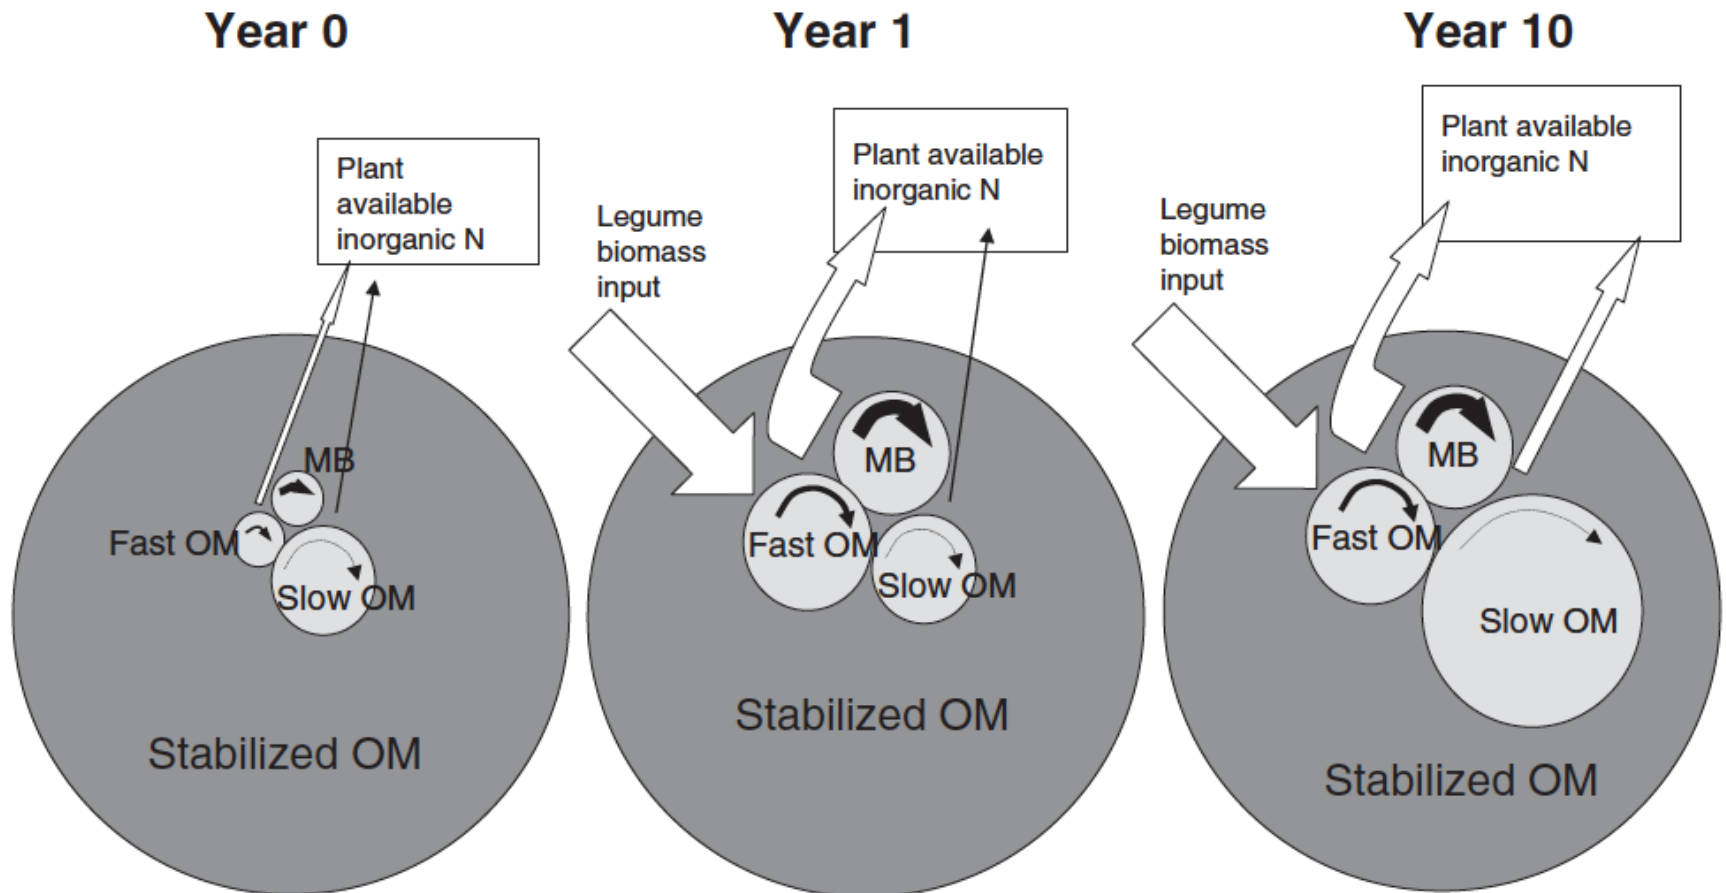 Year 0
Plant
available
inorganic N
MB
Fast OM
Slow OM
Stabilized OM
Year 1
Legume
biomass
input
Plant available
inorganic N
MB
Fast OM
Slow OM
Stabilized OM
Year 10
Legume
biomass
input
Plant available
inorganic N
MB
Fast OM
Slow OM
Stabilized OM